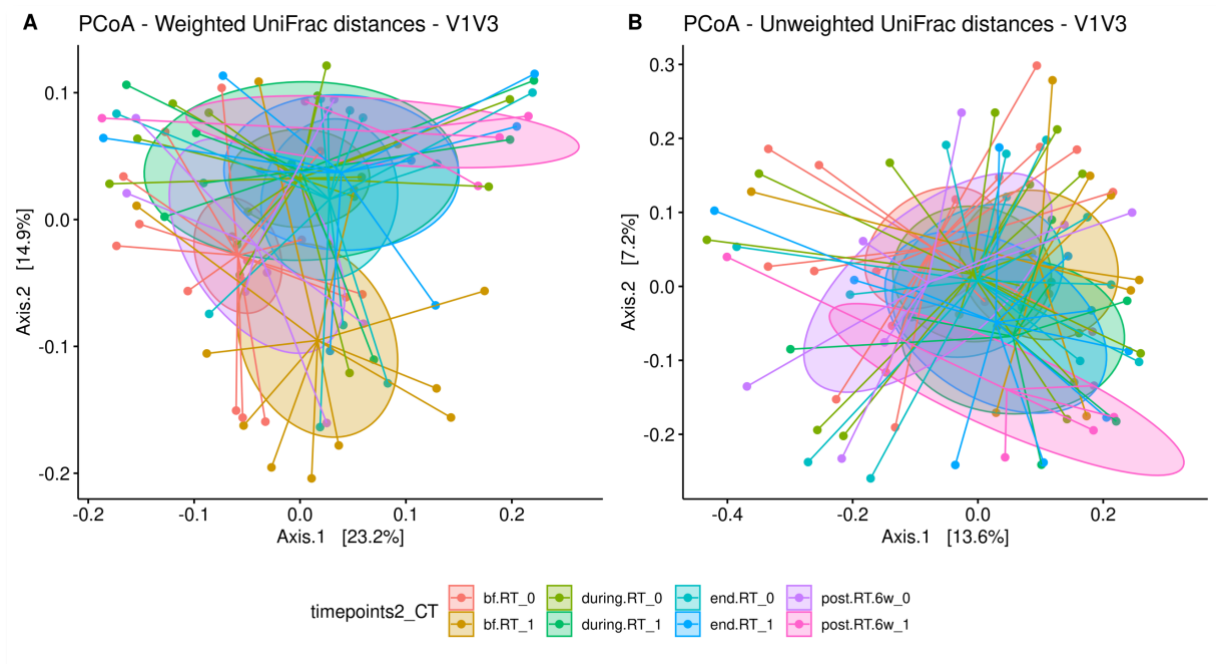 A PCoA - Weighted UniFrac distances - V1V3
0.1
0.0
-0.1
-0.2
Axis.2 [14.9%]
-0.2 -0.1 0.0 0.1 0.2
Axis.1 [23.2%]
B PCoA - Unweighted UniFrac distances - V1V3
0.3
0.2
0.1
0.0
-0.1
-0.2
Axis.2 [7.2%]
-0.4 -0.2 0.0 0.2
Axis.1 [13.6%]
timepoints2_CT
bf.RT_0 during.RT_0 end.RT_0 post.RT.6w_0
bf.RT_1 during.RT_1 end.RT_1 post.RT.6w_1